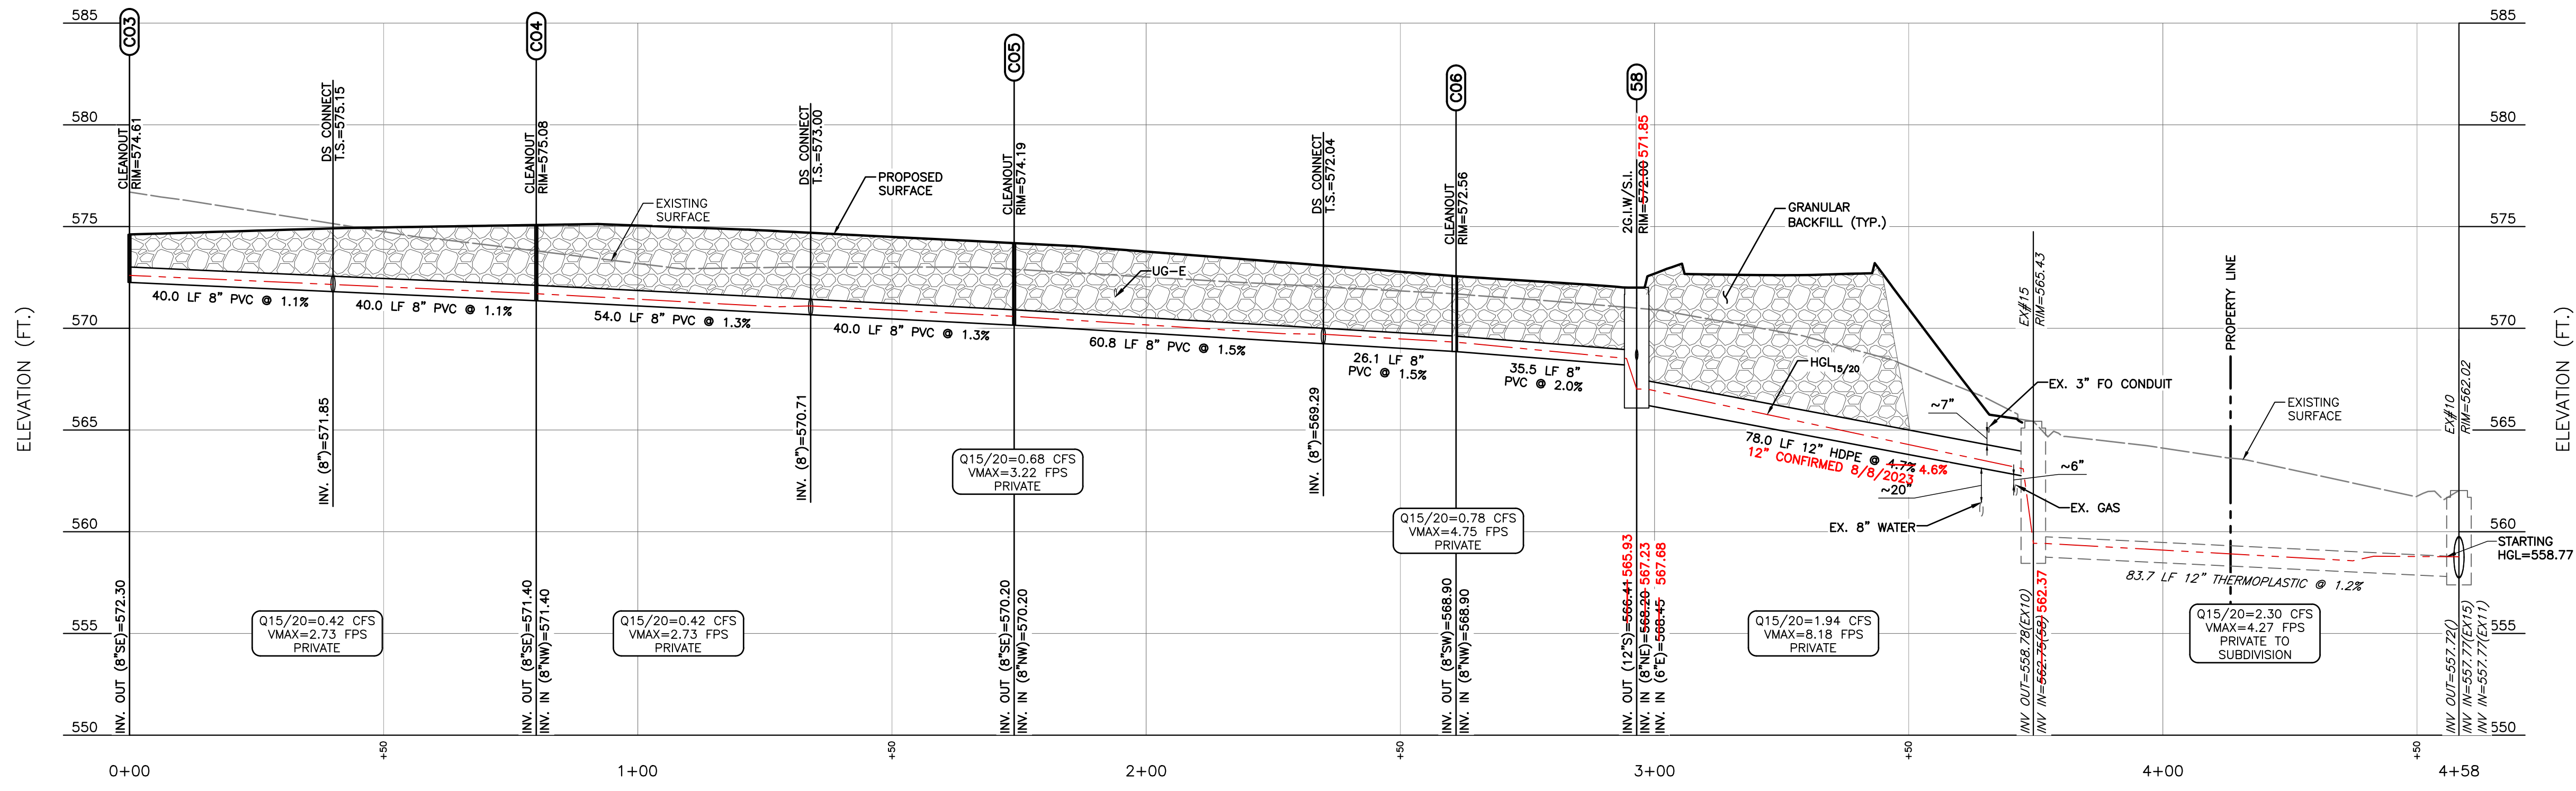 ELEVATION (FT.)
585
580
575
570
565
560
555
550
CO3
CLEANOUT
RIM=574.61
INV. OUT (8"SE)=572.30
40.0 LF 8" PVC @ 1.1%
DS CONNECT
T.S.=575.15
INV. (8")=571.85
40.0 LF 8" PVC @ 1.1%
Q15/20=0.42 CFS
VMAX=2.73 FPS
PRIVATE
CO4
CLEANOUT
RIM=575.08
INV. OUT (8"SE)=571.40
INV. IN (8"NW)=571.40
EXISTING
SURFACE
54.0 LF 8" PVC @ 1.3%
Q15/20=0.42 CFS
VMAX=2.73 FPS
PRIVATE
DS CONNECT
T.S.=573.00
INV. (8")=570.71
PROPOSED
SURFACE
40.0 LF 8" PVC @ 1.3%
CO5
CLEANOUT
RIM=574.19
Q15/20=0.68 CFS
VMAX=3.22 FPS
PRIVATE
INV. OUT (8"SE)=570.20
INV. IN (8"NW)=570.20
UG-E
60.8 LF 8" PVC @ 1.5%
DS CONNECT
T.S.=572.04
INV. (8")=569.29
26.1 LF 8"
PVC @ 1.5%
CO6
CLEANOUT
RIM=572.56
Q15/20=0.78 CFS
VMAX=4.75 FPS
PRIVATE
INV. OUT (8"SW)=568.90
INV. IN (8"NW)=568.90
35.5 LF 8"
PVC @ 2.0%
58
2G.I.W/S.I.
RIM=572.00 571.85
INV. OUT (12"S)=566.41 565.93
INV. IN (8"NE)=568.20 567.23
INV. IN (6"E)=568.45 567.68
GRANULAR
BACKFILL (TYP.)
HGL15/20
78.0 LF 12" HDPE @ 4.7% 4.6%
12" CONFIRMED 8/8/2023
~7"
EX. 3" FO CONDUIT
~20"
EX. 8" WATER
~6"
EX. GAS
Q15/20=1.94 CFS
VMAX=8.18 FPS
PRIVATE
EX#15
RIM=565.43
INV OUT=558.78(EX10)
INV IN=562.75(58) 562.37
PROPERTY LINE
EXISTING
SURFACE
83.7 LF 12" THERMOPLASTIC @ 1.2%
Q15/20=2.30 CFS
VMAX=4.27 FPS
PRIVATE TO
SUBDIVISION
EX#10
RIM=562.02
STARTING
HGL=558.77
INV OUT=557.72()
INV IN=557.77(EX15)
INV IN=557.77(EX11)
585
580
575
570
565
560
555
550
ELEVATION (FT.)
+50
+50
+50
+50
+50
0+00
1+00
2+00
3+00
4+00
4+58